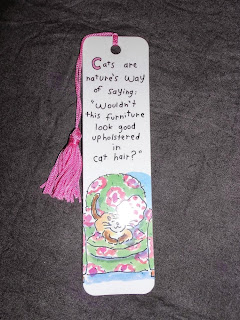 Cats are
nature's way
of saying:
"Wouldn't
this furniture
look good
upholstered
in
cat hair?"